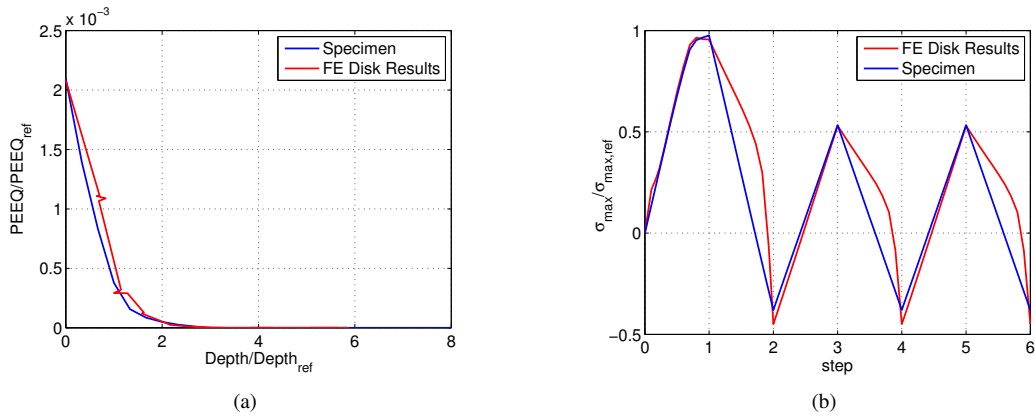 x 10⁻³
2.5
2
1.5
1
0.5
0
0 2 4 6 8
PEEQ/PEEQref
Depth/Depthref
Specimen
FE Disk Results
(a)
1
0.5
0
−0.5
0 1 2 3 4 5 6
σmax/σmax,ref
step
FE Disk Results
Specimen
(b)